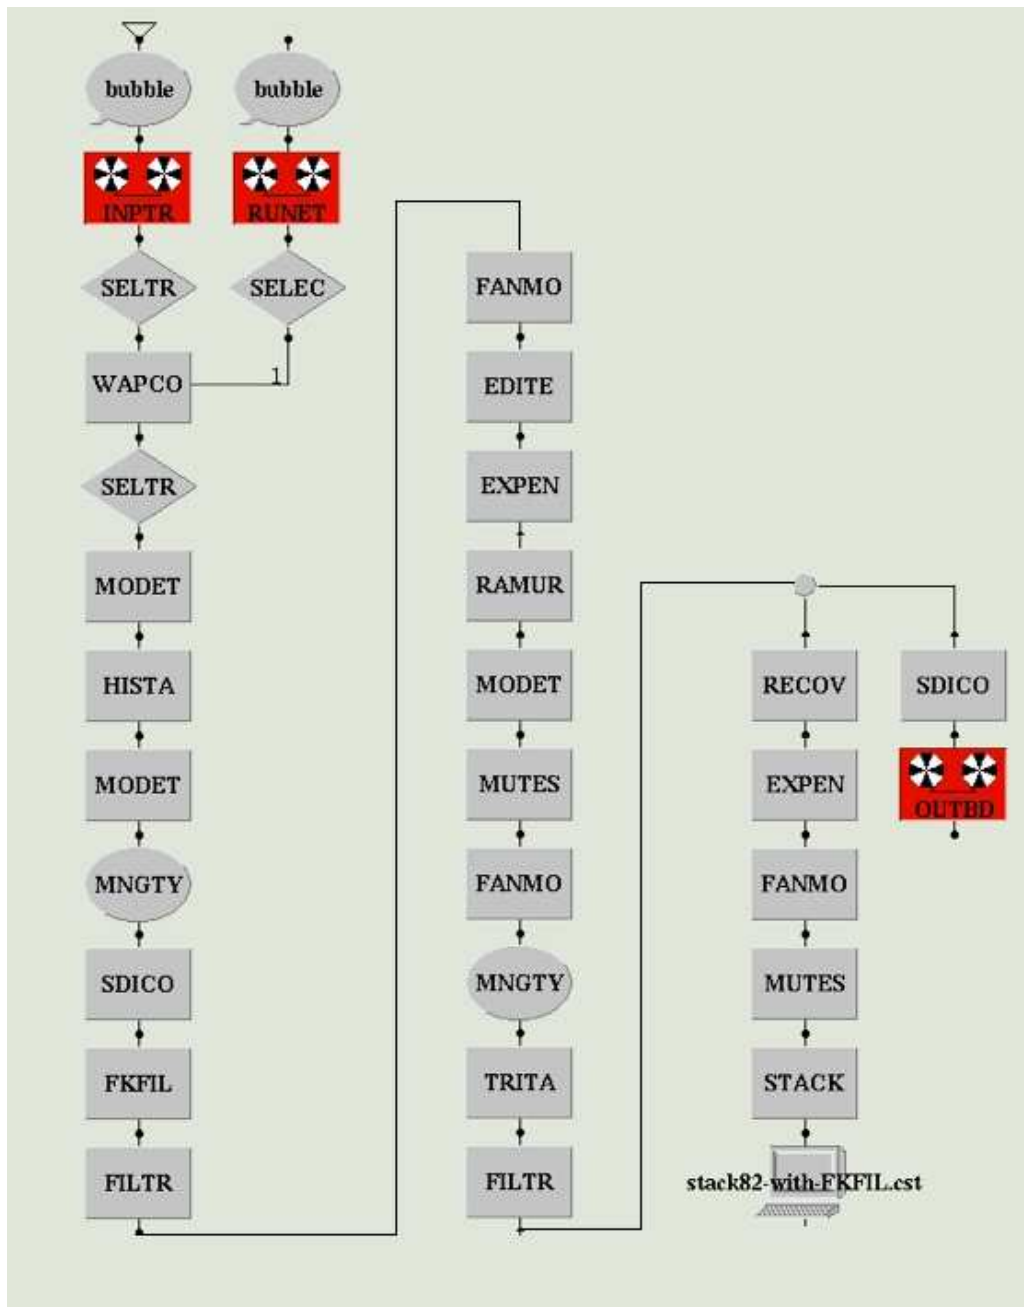 bubble
bubble
INPTR
RUNET
SELTR
SELEC
WAPCO
1
SELTR
MODET
HISTA
MODET
MNGTY
SDICO
FKFIL
FILTR
FANMO
EDITE
EXPEN
RAMUR
MODET
MUTES
FANMO
MNGTY
TRITA
FILTR
RECOV
EXPEN
FANMO
MUTES
STACK
stack82-with-FKFIL.cst
SDICO
OUTBD